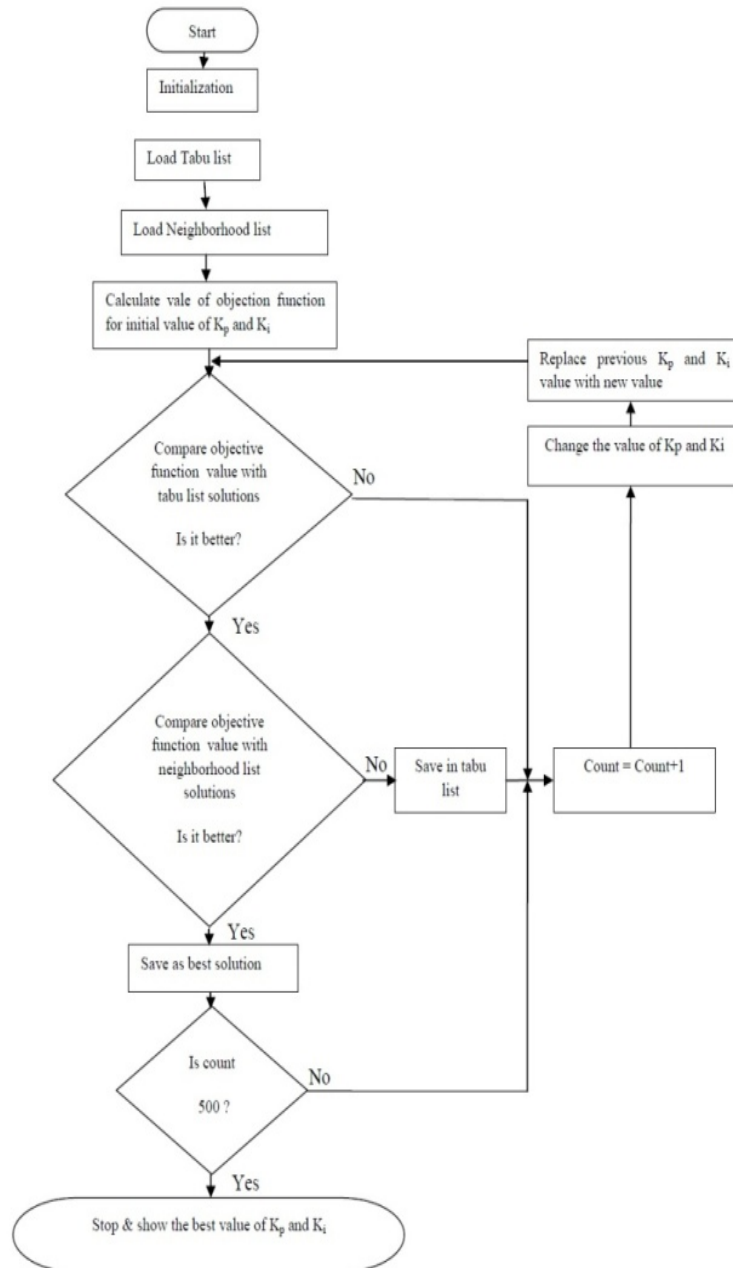 Start
Initialization
Load Tabu list
Load Neighborhood list
Calculate vale of objection function
for initial value of Kp and Ki
Replace previous Kp and Ki
value with new value
Change the value of Kp and Ki
Compare objective
function value with
tabu list solutions
Is it better?
No
Yes
Compare objective
function value with
neighborhood list
solutions
Is it better?
No
Save in tabu
list
Count = Count+1
Yes
Save as best solution
Is count
500 ?
No
Yes
Stop & show the best value of Kp and Ki